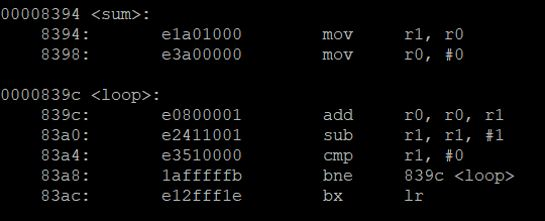 00008394 <sum>:
8394: e1a01000 mov r1, r0
8398: e3a00000 mov r0, #0
0000839c <loop>:
839c: e0800001 add r0, r0, r1
83a0: e2411001 sub r1, r1, #1
83a4: e3510000 cmp r1, #0
83a8: 1afffffb bne 839c <loop>
83ac: e12fff1e bx lr